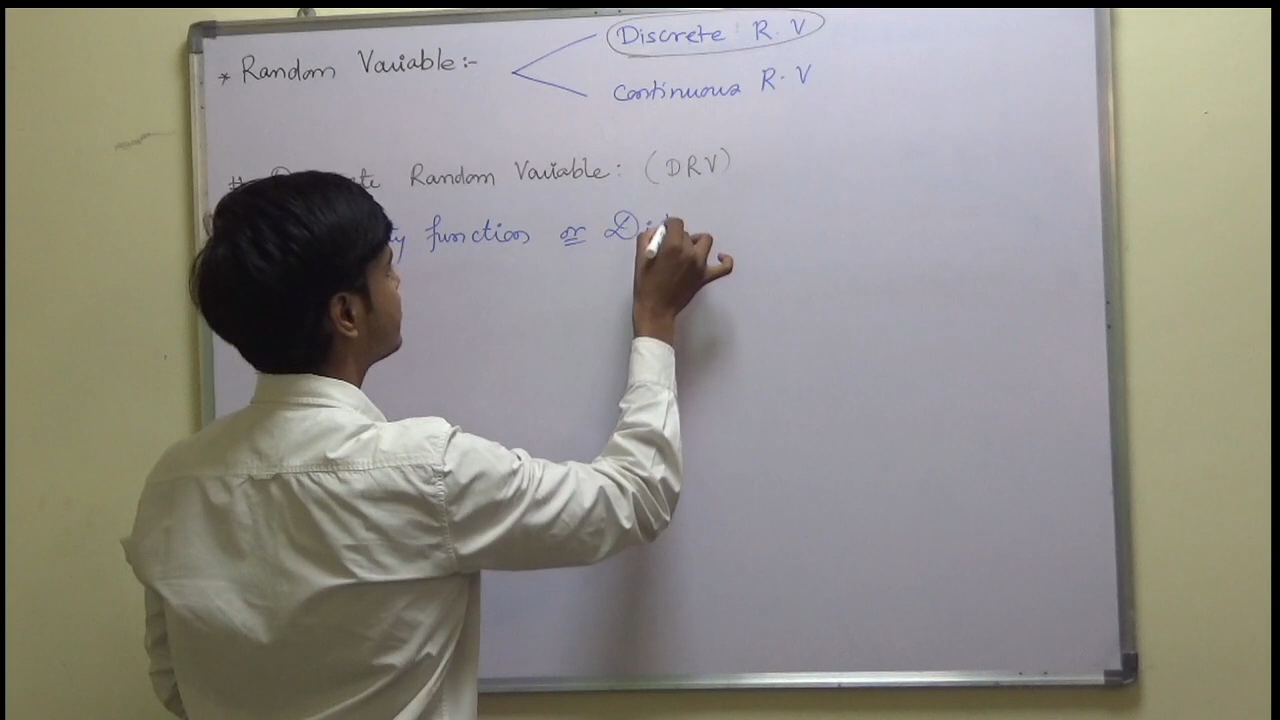 * Random Variable:-
Discrete R.V
Continuous R.V
Random Variable: (DRV)
function or